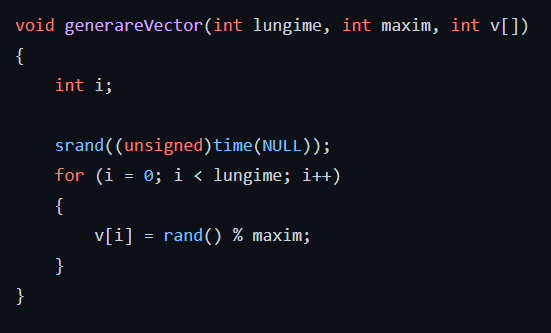 void generareVector(int lungime, int maxim, int v[])
{
    int i;

    srand((unsigned)time(NULL));
    for (i = 0; i < lungime; i++)
    {
        v[i] = rand() % maxim;
    }
}